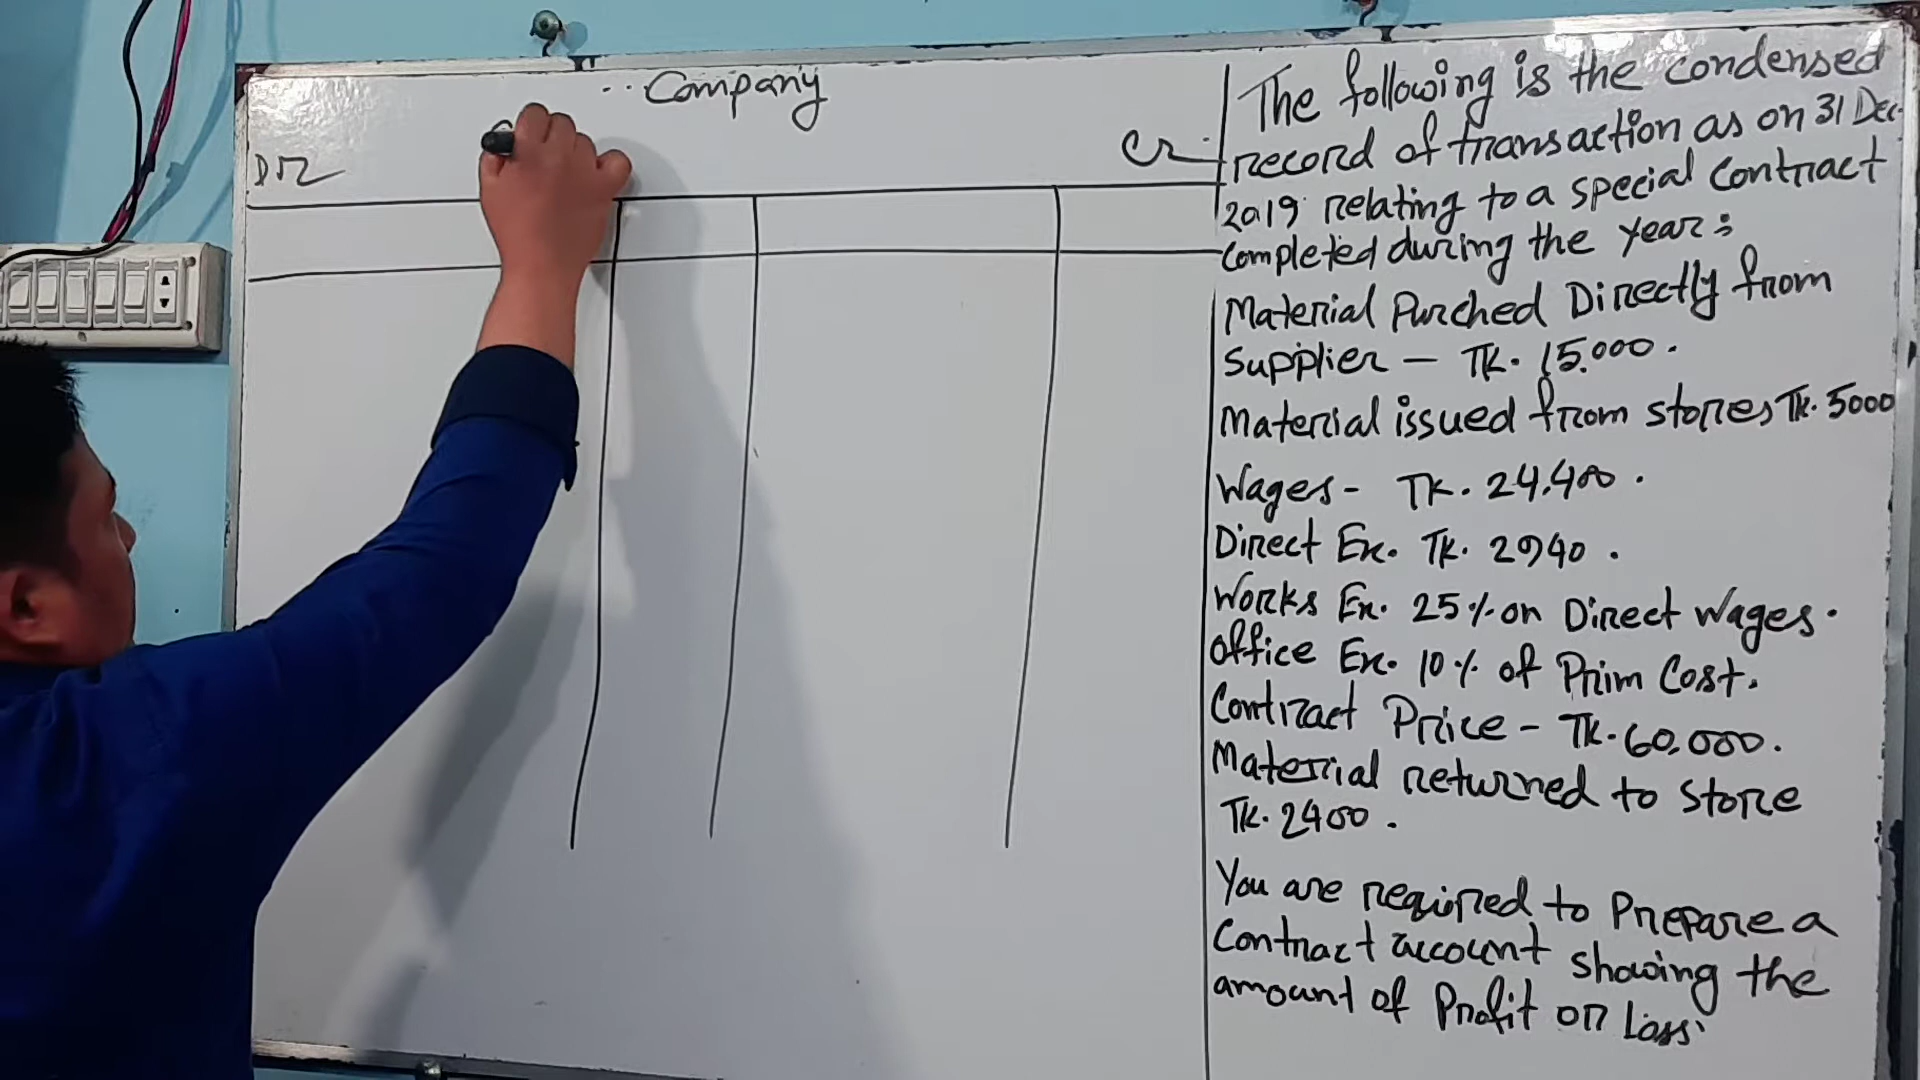 .. Company
Dr
Cr.
The following is the condensed
record of transaction as on 31 Dec.
2019 relating to a special Contract
completed during the year:
Material Purched Directly from
Supplier — TK. 15.000.
Material issued from stores TK. 5000
Wages - TK. 24,400.
Direct Ex. TK. 2940.
Works Ex. 25% on Direct Wages.
office Ex. 10% of Prim Cost.
Contract Price - TK. 60,000.
Material returned to store
TK. 2400.
You are required to Prepare a
Contract account showing the
amount of Profit or Loss.